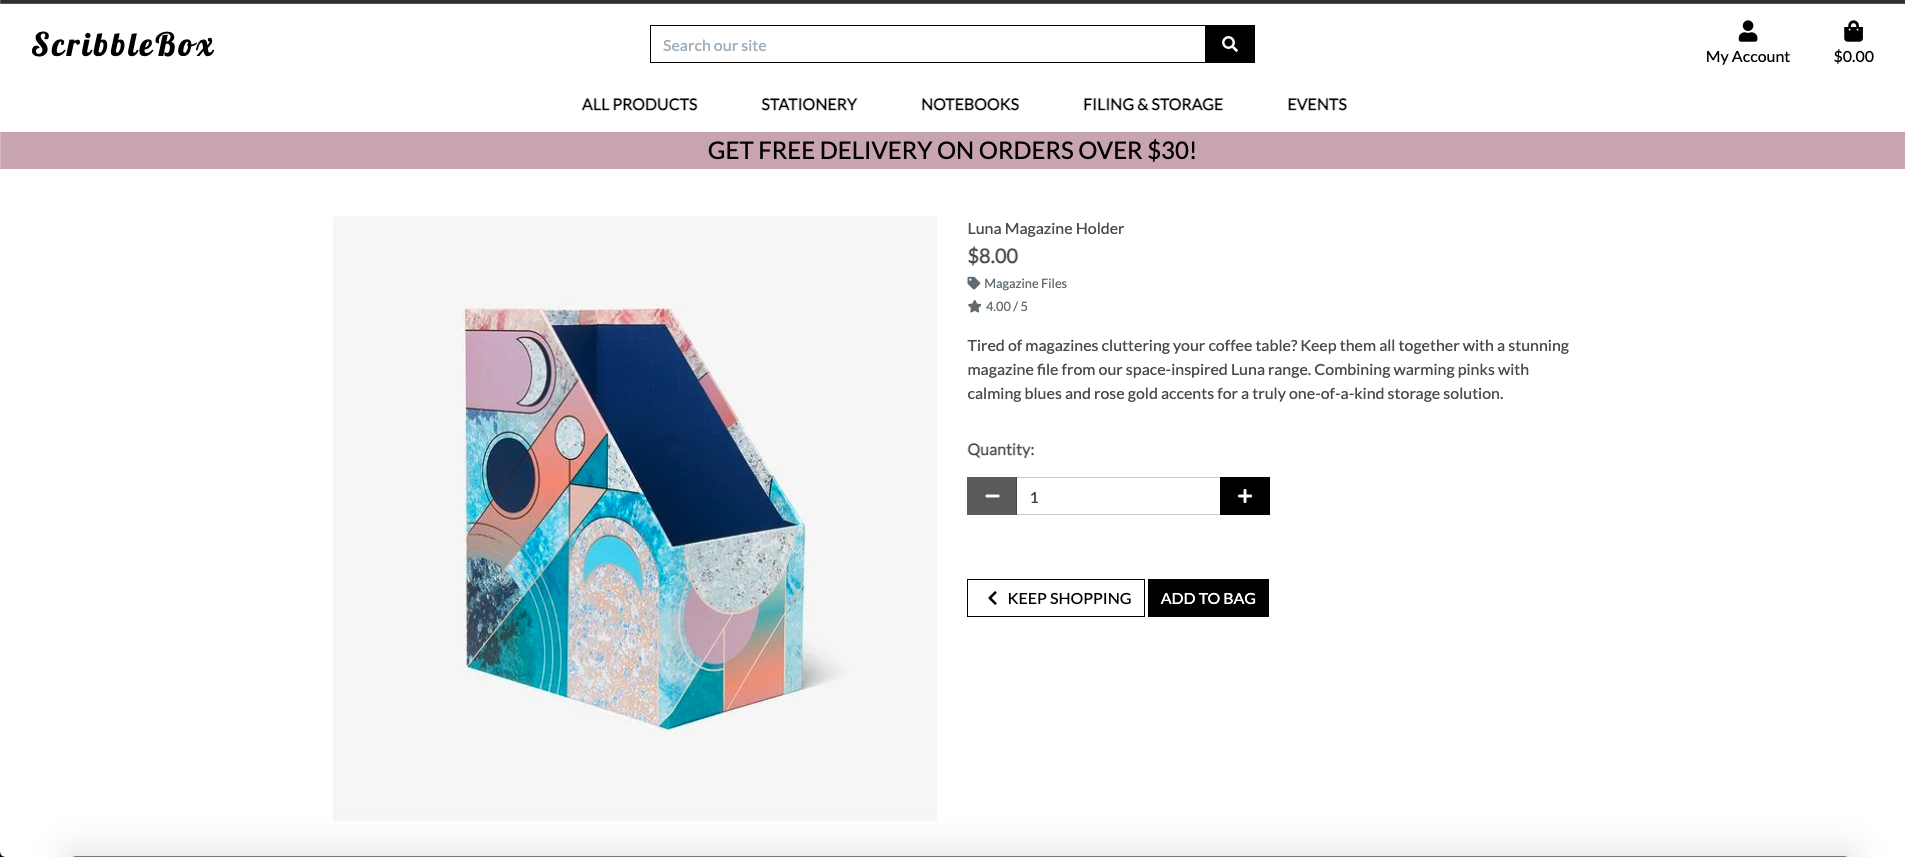 ScribbleBox
Search our site
My Account
$0.00
ALL PRODUCTS
STATIONERY
NOTEBOOKS
FILING & STORAGE
EVENTS
GET FREE DELIVERY ON ORDERS OVER $30!
Luna Magazine Holder
$8.00
Magazine Files
4.00 / 5
Tired of magazines cluttering your coffee table? Keep them all together with a stunning
magazine file from our space-inspired Luna range. Combining warming pinks with
calming blues and rose gold accents for a truly one-of-a-kind storage solution.
Quantity:
1
KEEP SHOPPING
ADD TO BAG